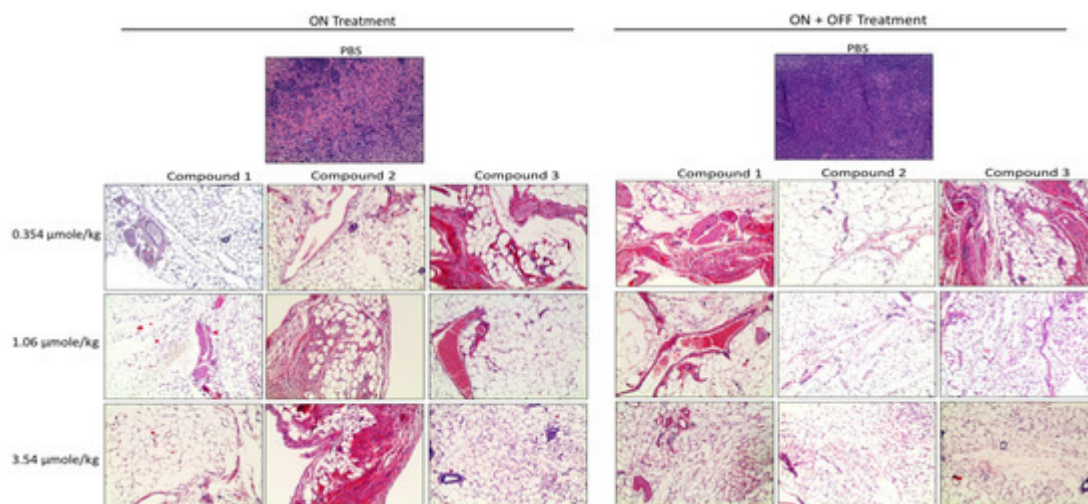 ON Treatment
ON + OFF Treatment
PBS
PBS
Compound 1
Compound 2
Compound 3
Compound 1
Compound 2
Compound 3
0.354 µmole/kg
1.06 µmole/kg
3.54 µmole/kg